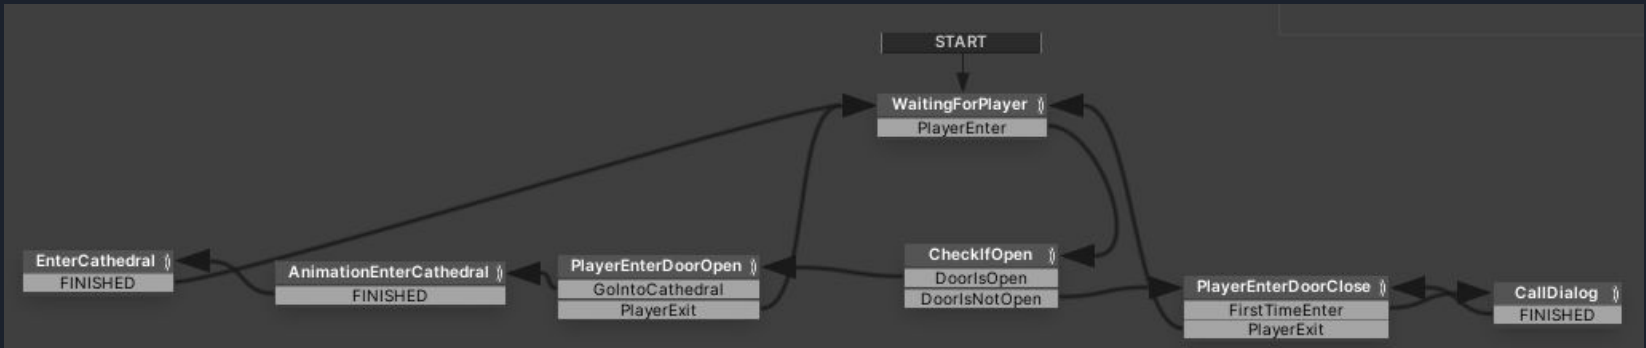 START
WaitingForPlayer
PlayerEnter
EnterCathedral
FINISHED
AnimationEnterCathedral
FINISHED
PlayerEnterDoorOpen
GoIntoCathedral
PlayerExit
CheckIfOpen
DoorIsOpen
DoorIsNotOpen
PlayerEnterDoorClose
FirstTimeEnter
PlayerExit
CallDialog
FINISHED